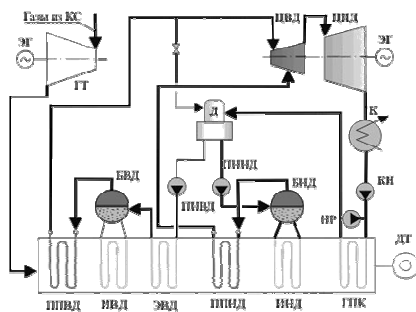 Газы из КС
ЭГ
ГТ
ЦВД
ЦНД
ЭГ
К
Д
КН
НР
ПННД
ПНВД
БВД
БНД
ДТ
ППВД
ИВД
ЭВД
ППНД
ИНД
ГПК